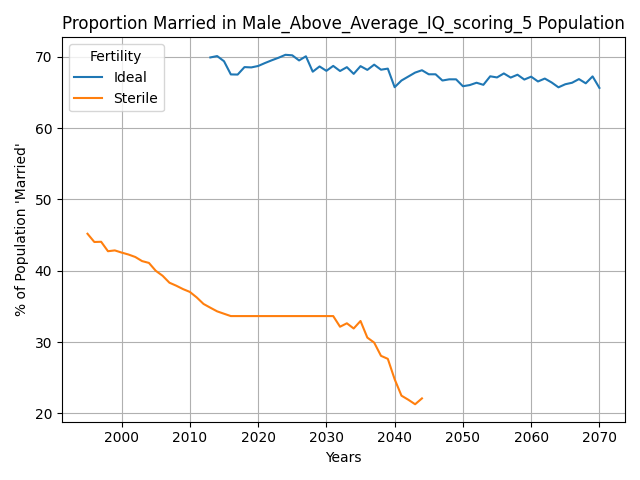 Proportion Married in Male_Above_Average_IQ_scoring_5 Population
Fertility
Ideal
Sterile
% of Population 'Married'
70
60
50
40
30
20
2000 2010 2020 2030 2040 2050 2060 2070
Years